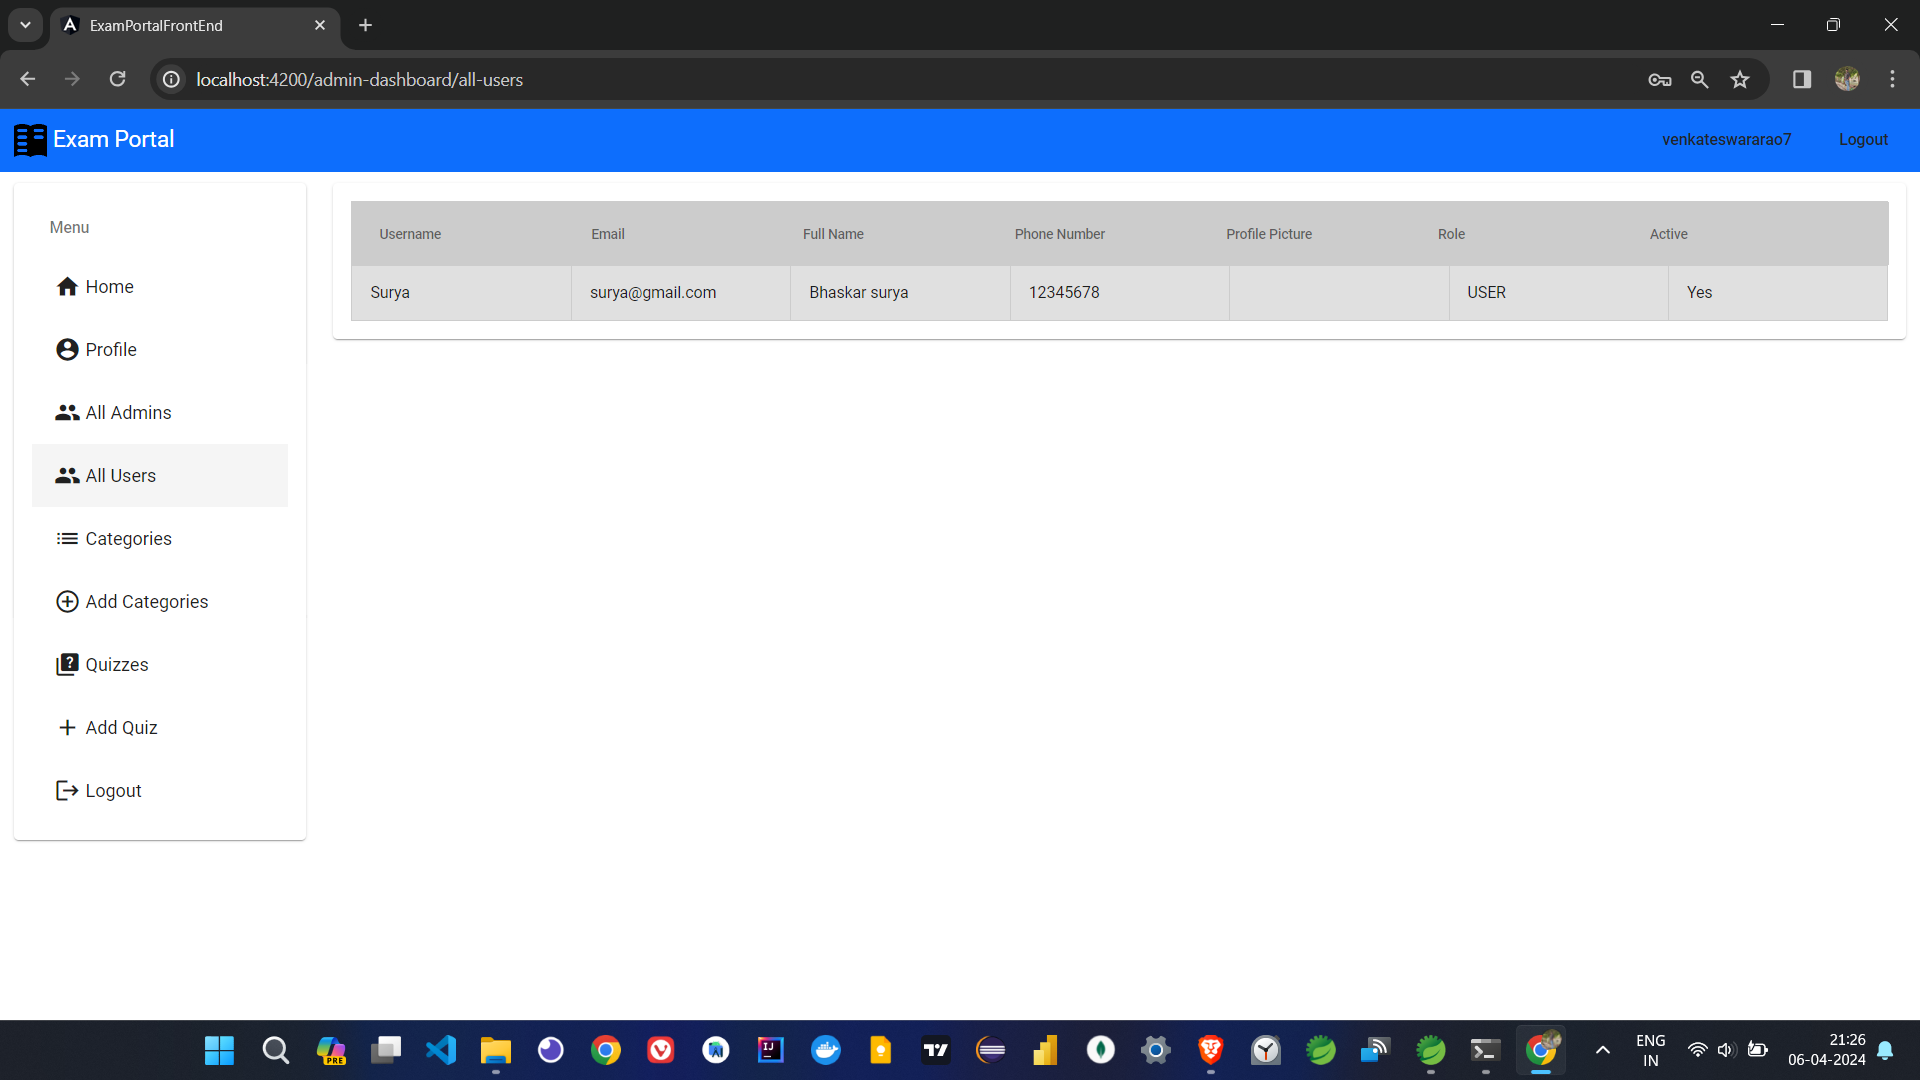 ExamPortalFrontEnd
localhost:4200/admin-dashboard/all-users
Exam Portal
venkateswararao7
Logout
Menu
Home
Profile
All Admins
All Users
Categories
Add Categories
Quizzes
Add Quiz
Logout
Username Email Full Name Phone Number Profile Picture Role Active
Surya surya@gmail.com Bhaskar surya 12345678 USER Yes
PRE
IJ
ENG
IN
21:26
06-04-2024